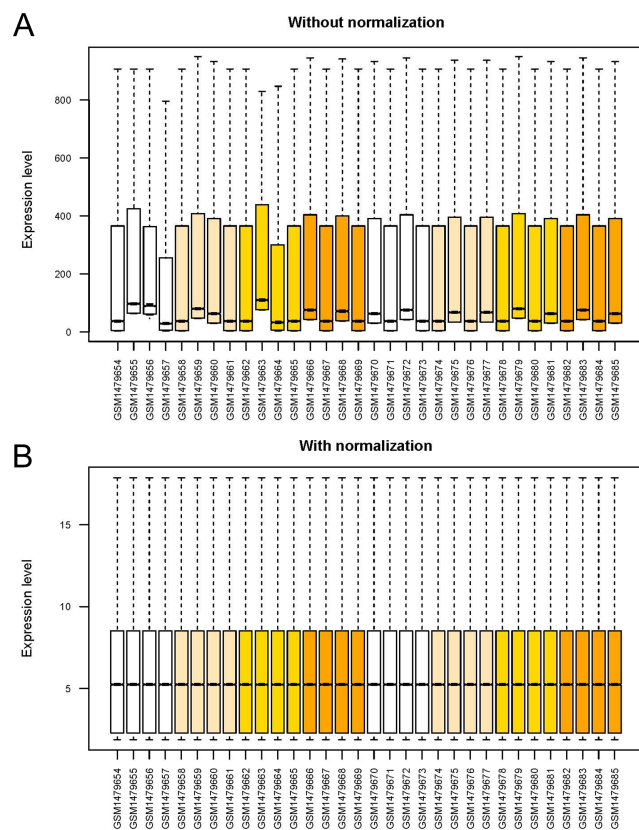 A
Without normalization
Expression level
800
600
400
200
0
GSM1479654
GSM1479655
GSM1479656
GSM1479657
GSM1479658
GSM1479659
GSM1479660
GSM1479661
GSM1479662
GSM1479663
GSM1479664
GSM1479665
GSM1479666
GSM1479667
GSM1479668
GSM1479669
GSM1479670
GSM1479671
GSM1479672
GSM1479673
GSM1479674
GSM1479675
GSM1479676
GSM1479677
GSM1479678
GSM1479679
GSM1479680
GSM1479681
GSM1479682
GSM1479683
GSM1479684
GSM1479685
B
With normalization
Expression level
15
10
5
GSM1479654
GSM1479655
GSM1479656
GSM1479657
GSM1479658
GSM1479659
GSM1479660
GSM1479661
GSM1479662
GSM1479663
GSM1479664
GSM1479665
GSM1479666
GSM1479667
GSM1479668
GSM1479669
GSM1479670
GSM1479671
GSM1479672
GSM1479673
GSM1479674
GSM1479675
GSM1479676
GSM1479677
GSM1479678
GSM1479679
GSM1479680
GSM1479681
GSM1479682
GSM1479683
GSM1479684
GSM1479685